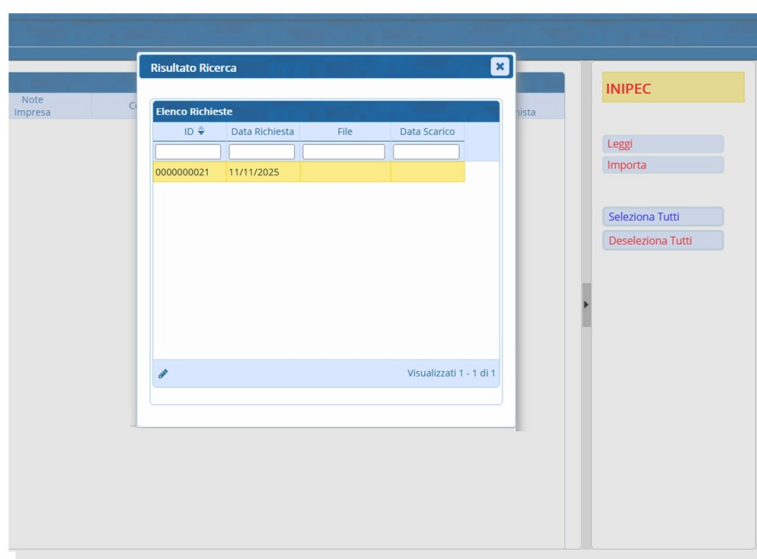 Risultato Ricerca
INIPEC
Note
Impresa
Elenco Richieste
ID Data Richiesta File Data Scarico
Leggi
Importa
0000000021 11/11/2025
Seleziona Tutti
Deseleziona Tutti
Visualizzati 1 - 1 di 1